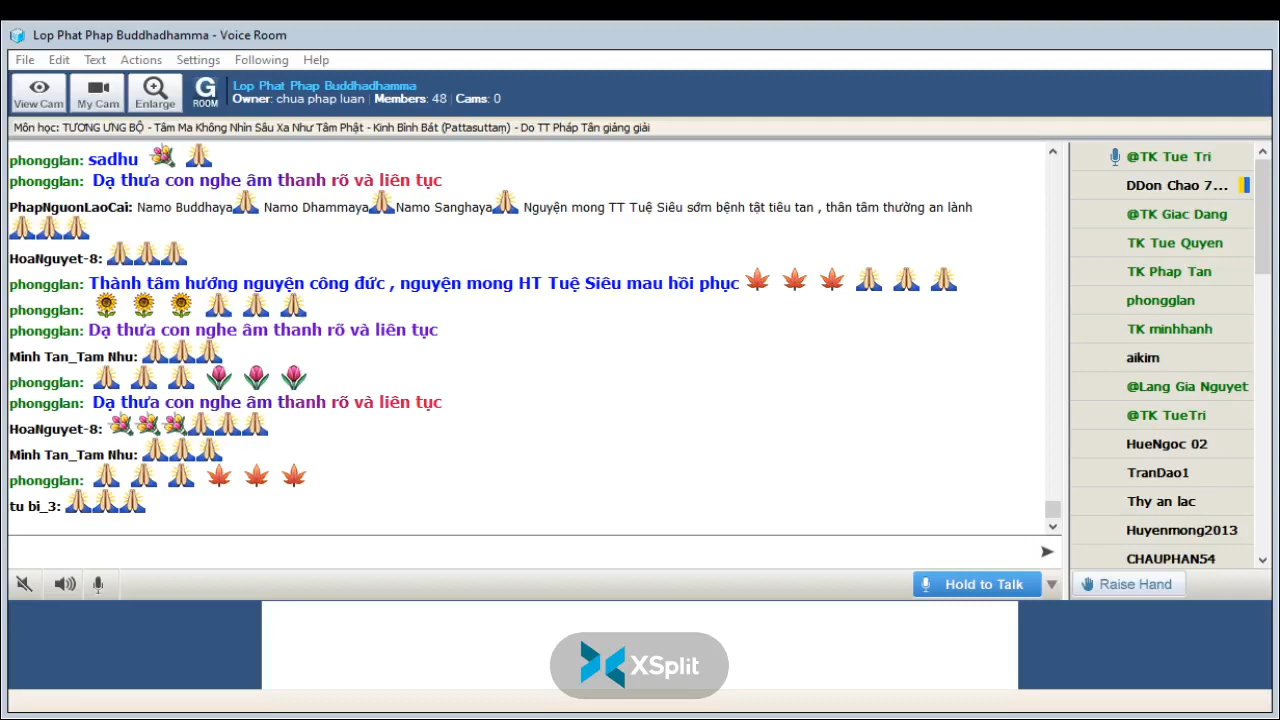 Lop Phat Phap Buddhadhamma - Voice Room
File Edit Text Actions Settings Following Help
View Cam My Cam Enlarge G ROOM
Lop Phat Phap Buddhadhamma
Owner: chua phap luan | Members: 48 | Cams: 0
Môn học: TƯƠNG ƯNG BỘ - Tâm Ma Không Nhìn Sâu Xa Như Tâm Phật - Kinh Bình Bát (Pattasuttaṃ) - Do TT Pháp Tân giảng giải
phongglan: sadhu
phongglan: Dạ thưa con nghe âm thanh rõ và liên tục
PhapNguonLaoCai: Namo Buddhaya Namo Dhammaya Namo Sanghaya Nguyện mong TT Tuệ Siêu sớm bệnh tật tiêu tan , thân tâm thường an lành
HoaNguyet-8:
phongglan: Thành tâm hướng nguyện công đức , nguyện mong HT Tuệ Siêu mau hồi phục
phongglan:
phongglan: Dạ thưa con nghe âm thanh rõ và liên tục
Minh Tan_Tam Nhu:
phongglan:
phongglan: Dạ thưa con nghe âm thanh rõ và liên tục
HoaNguyet-8:
Minh Tan_Tam Nhu:
phongglan:
tu bi_3:
@TK Tue Tri
DDon Chao 7...
@TK Giac Dang
TK Tue Quyen
TK Phap Tan
phongglan
TK minhhanh
aikim
@Lang Gia Nguyet
@TK TueTri
HueNgoc 02
TranDao1
Thy an lac
Huyenmong2013
CHAUPHAN54
Hold to Talk
Raise Hand
XSplit